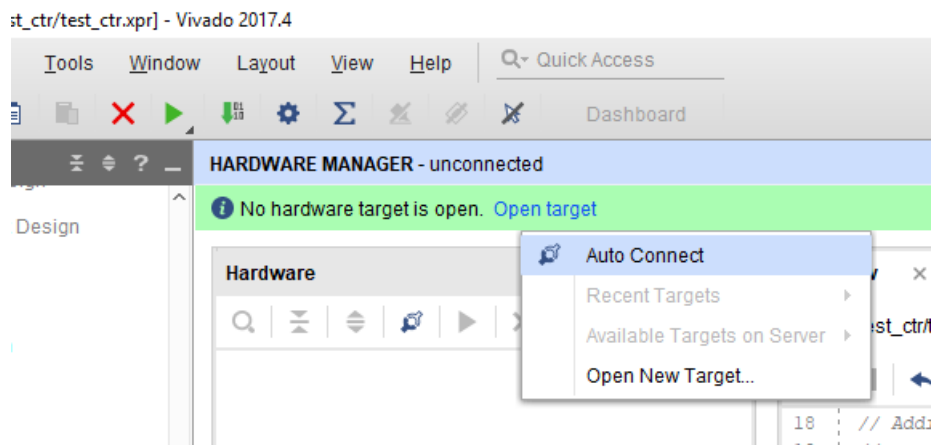 st_ctr/test_ctr.xpr] - Vivado 2017.4
Tools Window Layout View Help Quick Access
Dashboard
HARDWARE MANAGER - unconnected
No hardware target is open. Open target
Design
Auto Connect
Hardware
Recent Targets
Available Targets on Server
est_ctr/t
Open New Target...
18 // Addi